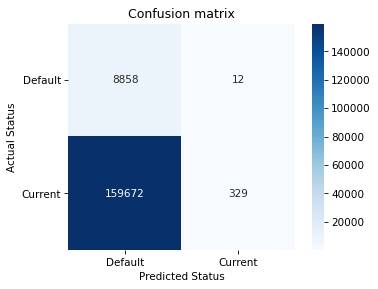 Confusion matrix
Actual Status
Default
8858 12
Current
159672 329
Default Current
Predicted Status
140000
120000
100000
80000
60000
40000
20000